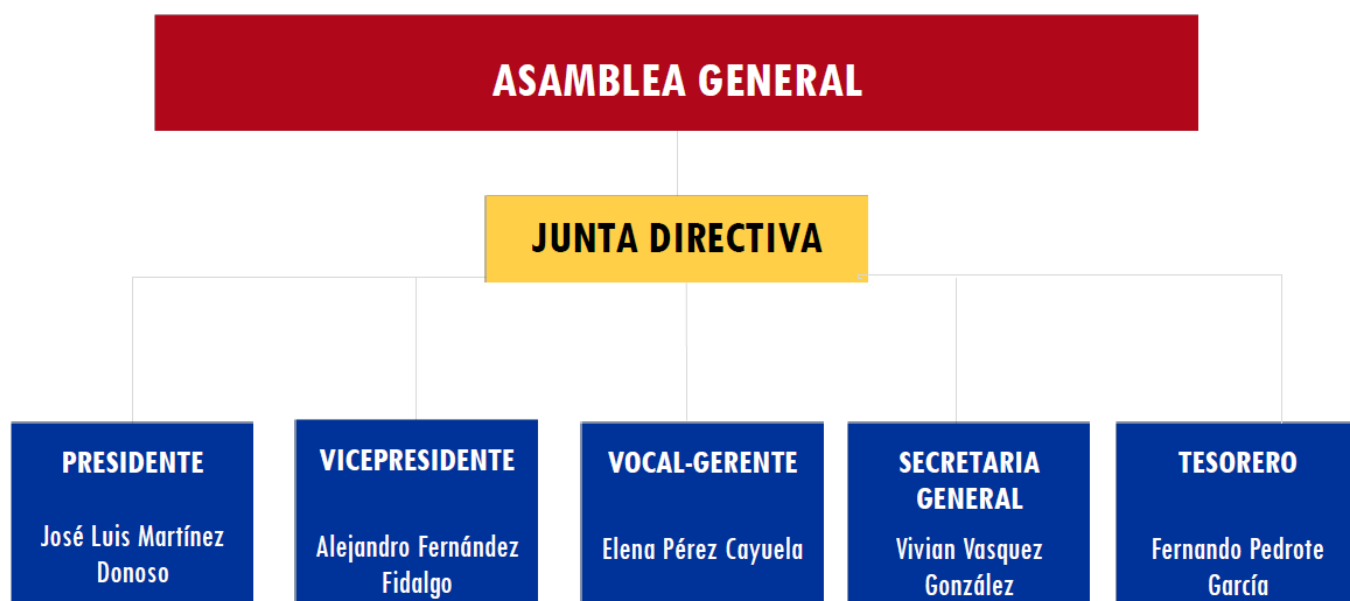 ASAMBLEA GENERAL
JUNTA DIRECTIVA
PRESIDENTE
José Luis Martínez
Donoso
VICEPRESIDENTE
Alejandro Fernández
Fidalgo
VOCAL-GERENTE
Elena Pérez Cayuela
SECRETARIA
GENERAL
Vivian Vasquez
González
TESORERO
Fernando Pedrote
García